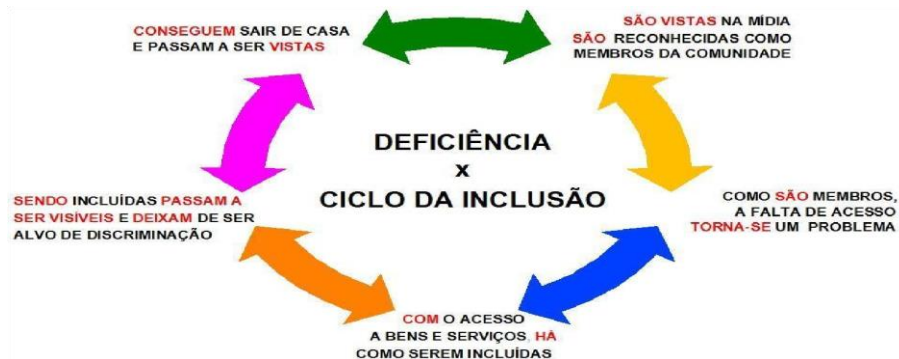 CONSEGUEM SAIR DE CASA
E PASSAM A SER VISTAS
SÃO VISTAS NA MÍDIA
SÃO RECONHECIDAS COMO
MEMBROS DA COMUNIDADE
DEFICIÊNCIA
x
CICLO DA INCLUSÃO
SENDO INCLUÍDAS PASSAM A
SER VISÍVEIS E DEIXAM DE SER
ALVO DE DISCRIMINAÇÃO
COMO SÃO MEMBROS,
A FALTA DE ACESSO
TORNA-SE UM PROBLEMA
COM O ACESSO
A BENS E SERVIÇOS, HÁ
COMO SEREM INCLUÍDAS